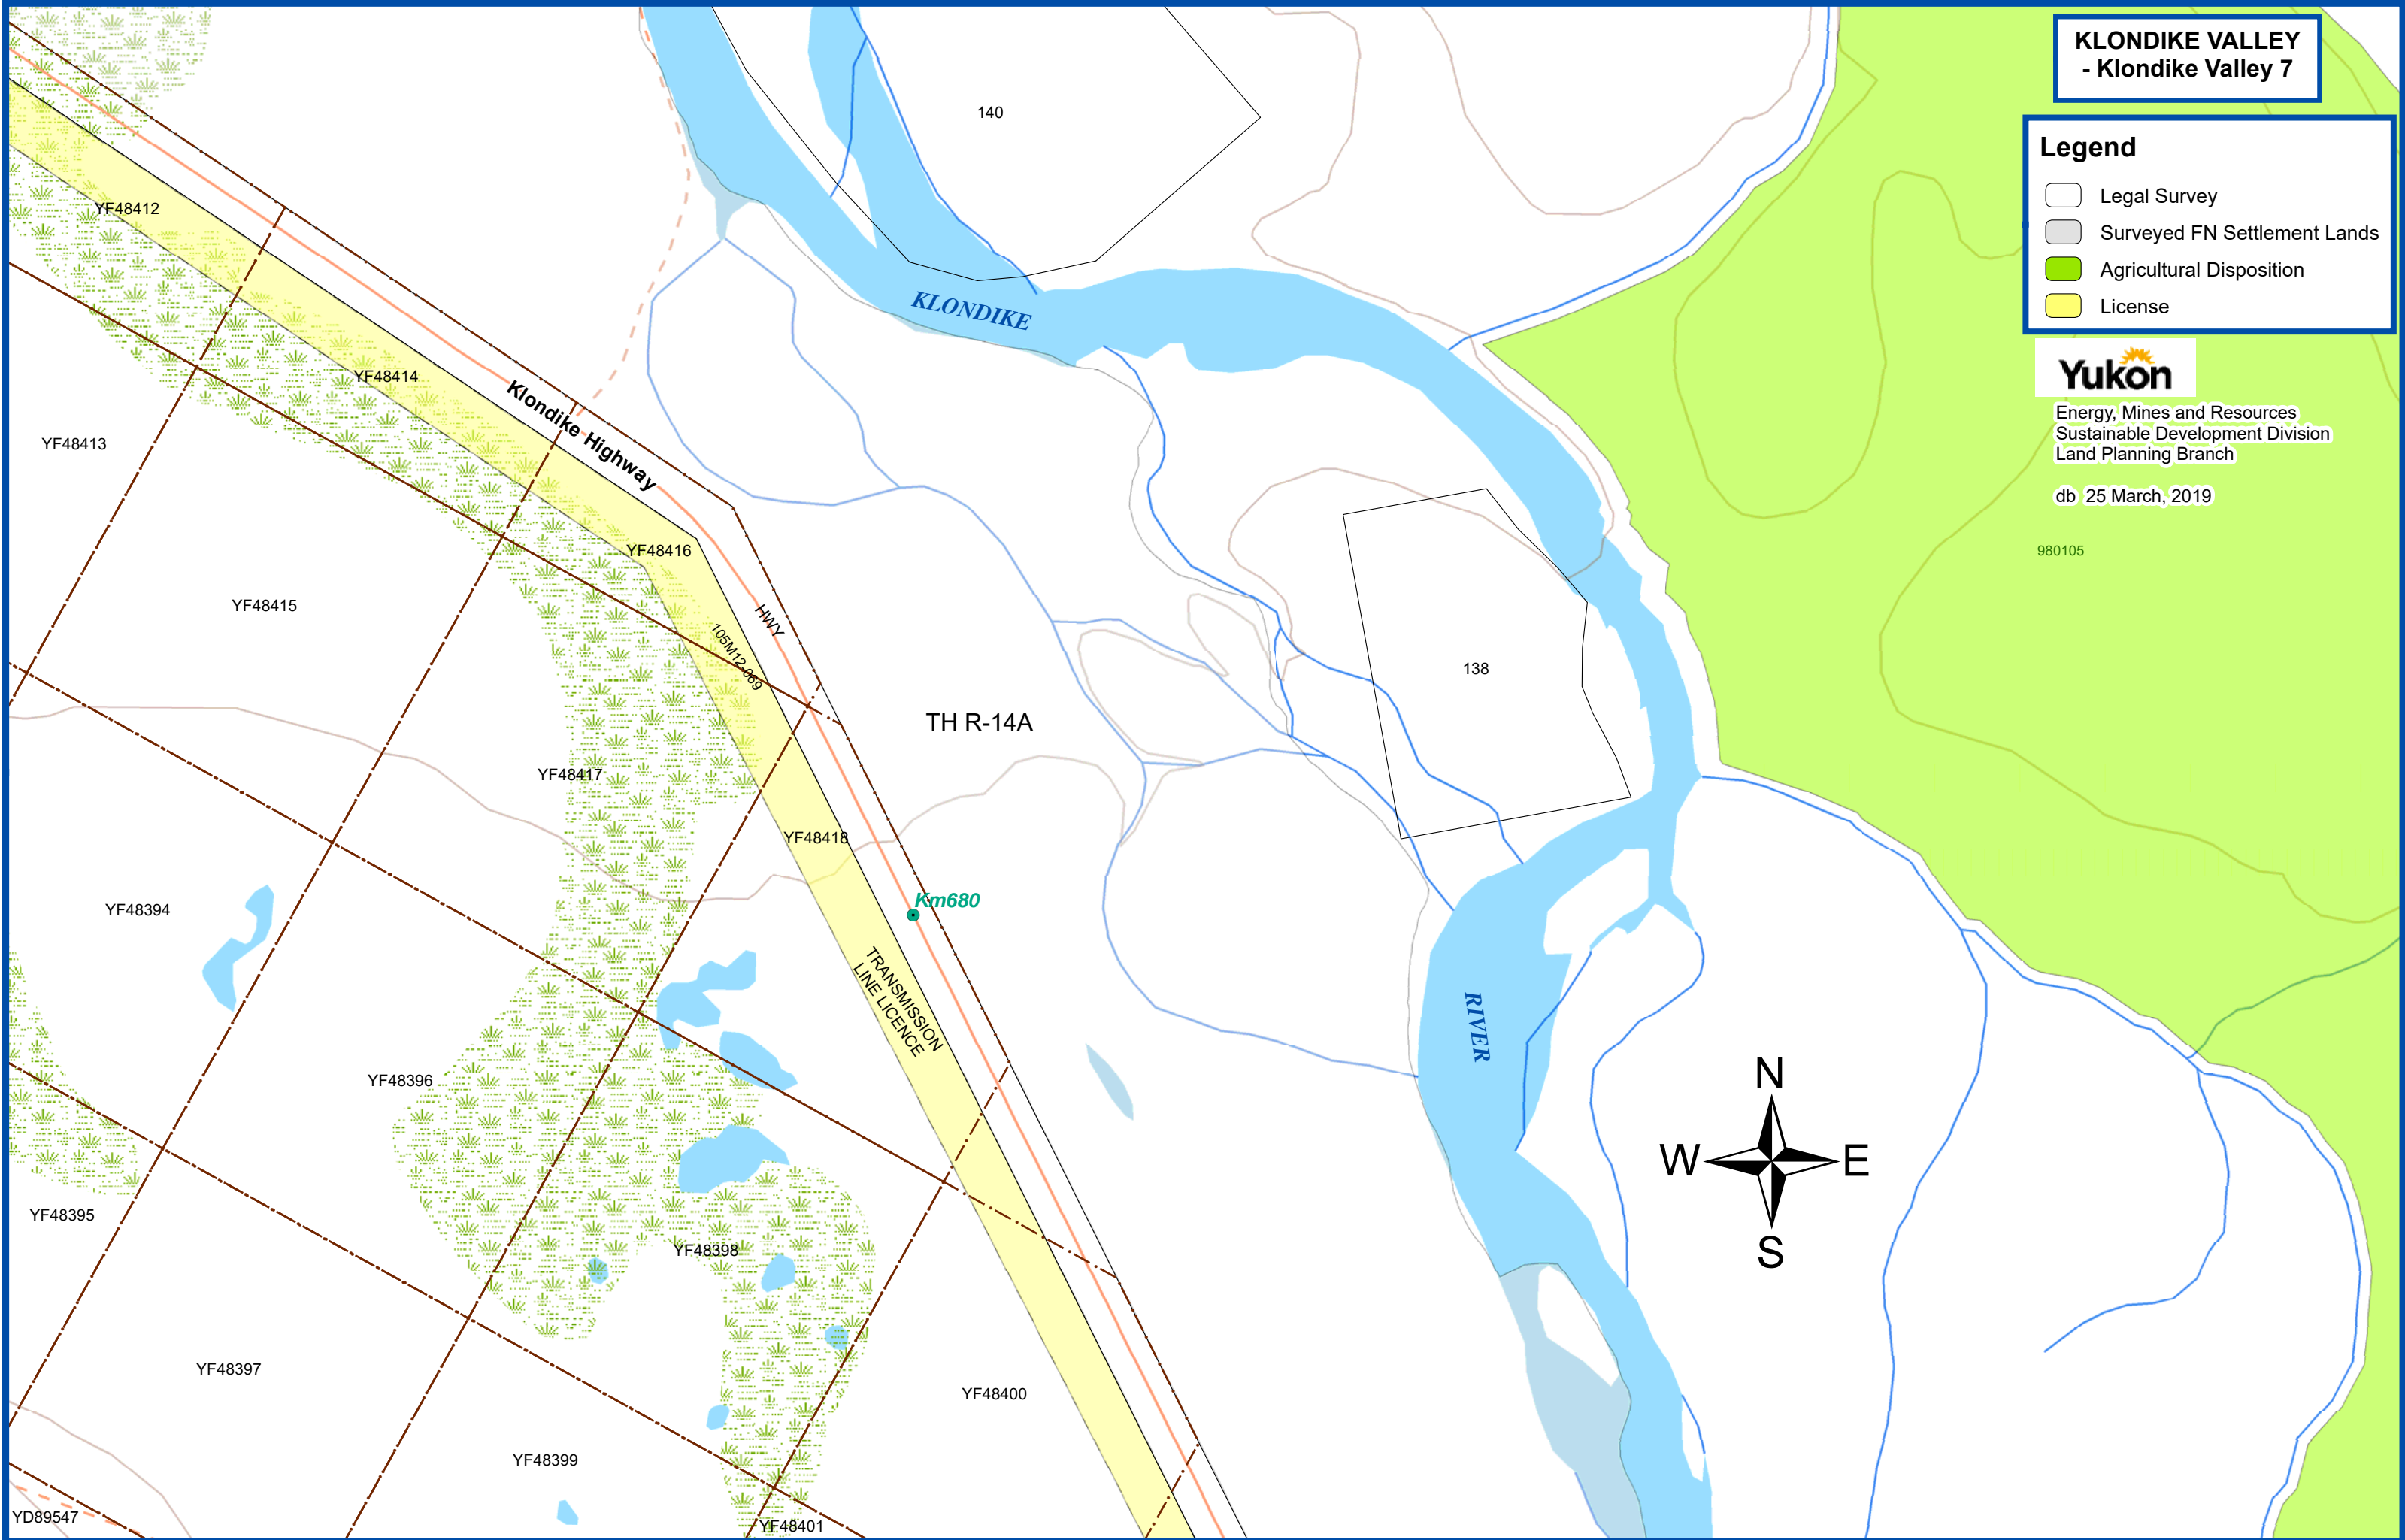 KLONDIKE VALLEY
- Klondike Valley 7
Legend
Legal Survey
Surveyed FN Settlement Lands
Agricultural Disposition
License
Yukon
Energy, Mines and Resources
Sustainable Development Division
Land Planning Branch
db 25 March, 2019
140
YF48412
KLONDIKE
YF48414
Klondike Highway
YF48413
YF48416
980105
YF48415
HWY
105M12-069
138
TH R-14A
YF48417
YF48418
Km680
YF48394
TRANSMISSION
LINE LICENCE
RIVER
YF48396
N
W
E
S
YF48395
YF48398
YF48397
YF48400
YF48399
YD89547
YF48401